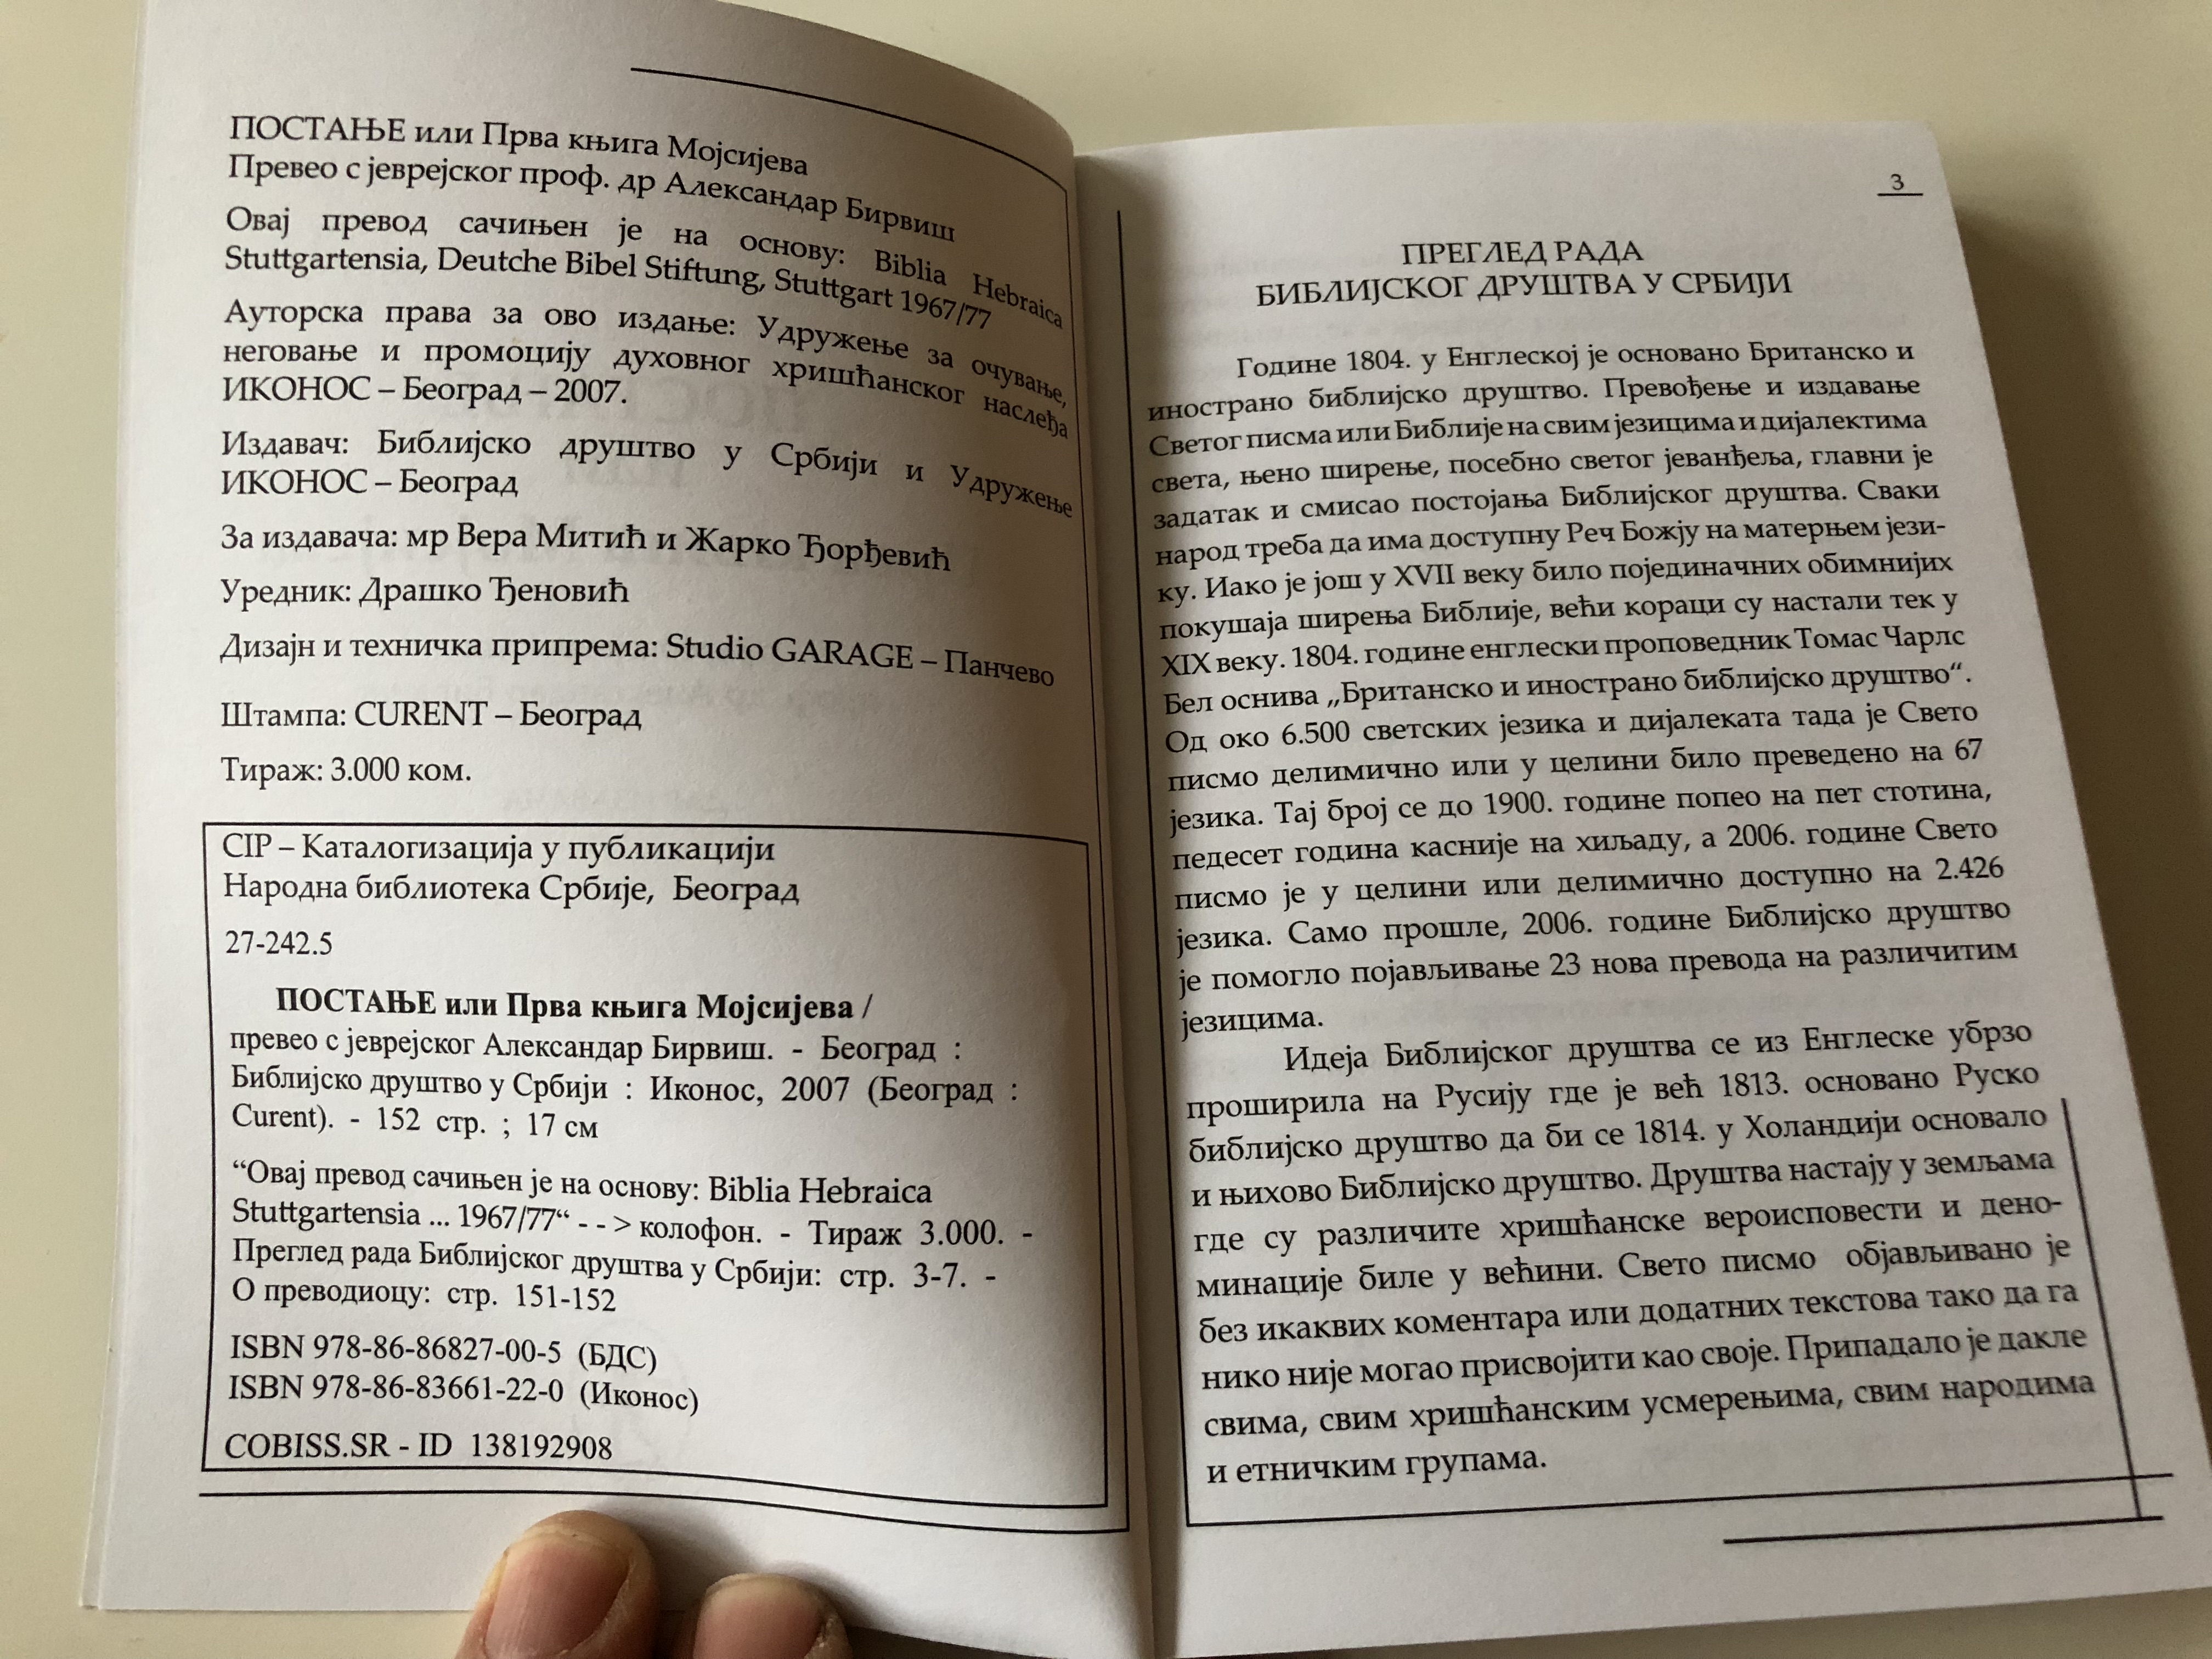 ПОСТАЊЕ или Прва књига Мојсијева
Превео с јеврејског проф. др Александар Бирвиш
Овај превод сачињен је на основу: Biblia Hebraica
Stuttgartensia, Deutche Bibel Stiftung, Stuttgart 1967/77
Ауторска права за ово издање: Удружење за очување,
неговање и промоцију духовног хришћанског наслеђа
ИКОНОС – Београд – 2007.
Издавач: Библијско друштво у Србији и Удружење
ИКОНОС – Београд
За издавача: мр Вера Митић и Жарко Ђорђевић
Уредник: Драшко Ђеновић
Дизајн и техничка припрема: Studio GARAGE – Панчево
Штампа: CURENT – Београд
Тираж: 3.000 ком.
CIP – Каталогизација у публикацији
Народна библиотека Србије, Београд
27-242.5
ПОСТАЊЕ или Прва књига Мојсијева /
превео с јеврејског Александар Бирвиш. - Београд :
Библијско друштво у Србији : Иконос, 2007 (Београд :
Curent). - 152 стр. ; 17 см
“Овај превод сачињен је на основу: Biblia Hebraica
Stuttgartensia ... 1967/77“ - - > колофон. - Тираж 3.000. -
Преглед рада Библијског друштва у Србији: стр. 3-7. -
О преводиоцу: стр. 151-152
ISBN 978-86-86827-00-5 (БДС)
ISBN 978-86-83661-22-0 (Иконос)
COBISS.SR - ID 138192908
3
ПРЕГЛЕД РАДА
БИБЛИЈСКОГ ДРУШТВА У СРБИЈИ
Године 1804. у Енглеској је основано Британско и
инострано библијско друштво. Превођење и издавање
Светог писма или Библије на свим језицима и дијалектима
света, њено ширење, посебно светог јеванђеља, главни је
задатак и смисао постојања Библијског друштва. Сваки
народ треба да има доступну Реч Божју на матерњем јези-
ку. Иако је још у XVII веку било појединачних обимнијих
покушаја ширења Библије, већи кораци су настали тек у
XIX веку. 1804. године енглески проповедник Томас Чарлс
Бел оснива „Британско и инострано библијско друштво“.
Од око 6.500 светских језика и дијалеката тада је Свето
писмо делимично или у целини било преведено на 67
језика. Тај број се до 1900. године попео на пет стотина,
педесет година касније на хиљаду, а 2006. године Свето
писмо је у целини или делимично доступно на 2.426
језика. Само прошле, 2006. године Библијско друштво
је помогло појављивање 23 нова превода на различитим
језицима.
Идеја Библијског друштва се из Енглеске убрзо
проширила на Русију где је већ 1813. основано Руско
библијско друштво да би се 1814. у Холандији основало
и њихово Библијско друштво. Друштва настају у земљама
где су различите хришћанске вероисповести и дено-
минације биле у већини. Свето писмо објављивано је
без икаквих коментара или додатних текстова тако да га
нико није могао присвојити као своје. Припадало је дакле
свима, свим хришћанским усмерењима, свим народима
и етничким групама.